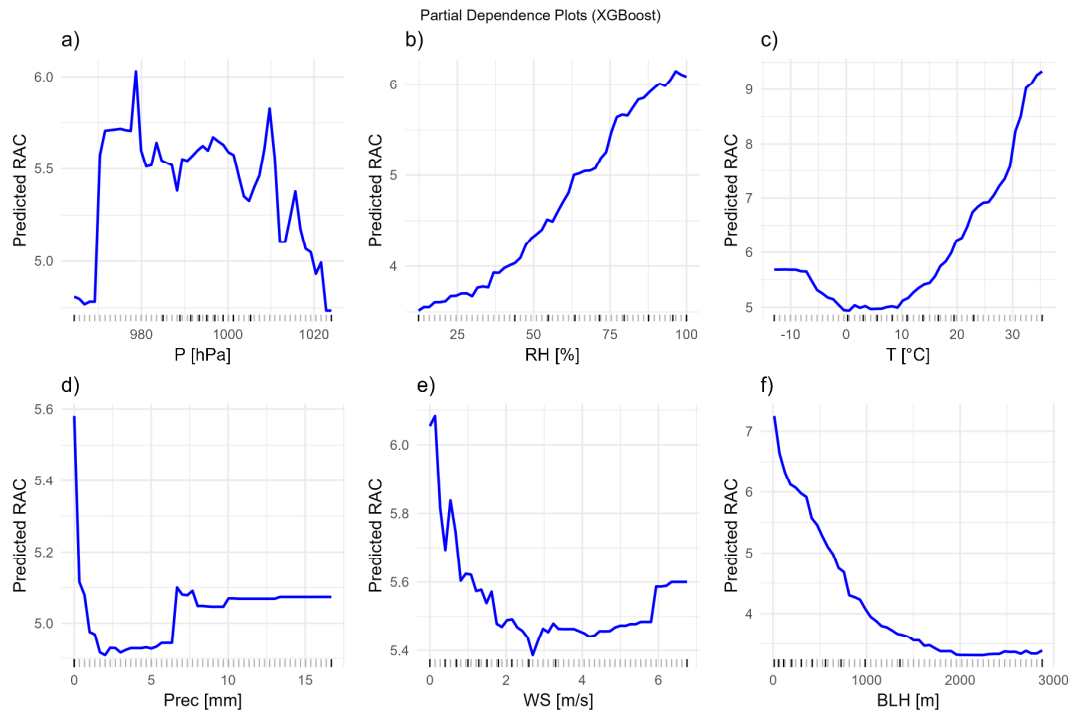 Partial Dependence Plots (XGBoost)
a)
b)
c)
Predicted RAC
6.0
5.5
5.0
980
1000
1020
P [hPa]
Predicted RAC
6
5
4
25
50
75
100
RH [%]
Predicted RAC
9
8
7
6
5
-10
0
10
20
30
T [°C]
d)
e)
f)
Predicted RAC
5.6
5.4
5.2
5.0
0
5
10
15
Prec [mm]
Predicted RAC
6.0
5.8
5.6
5.4
0
2
4
6
WS [m/s]
Predicted RAC
7
6
5
4
0
1000
2000
3000
BLH [m]